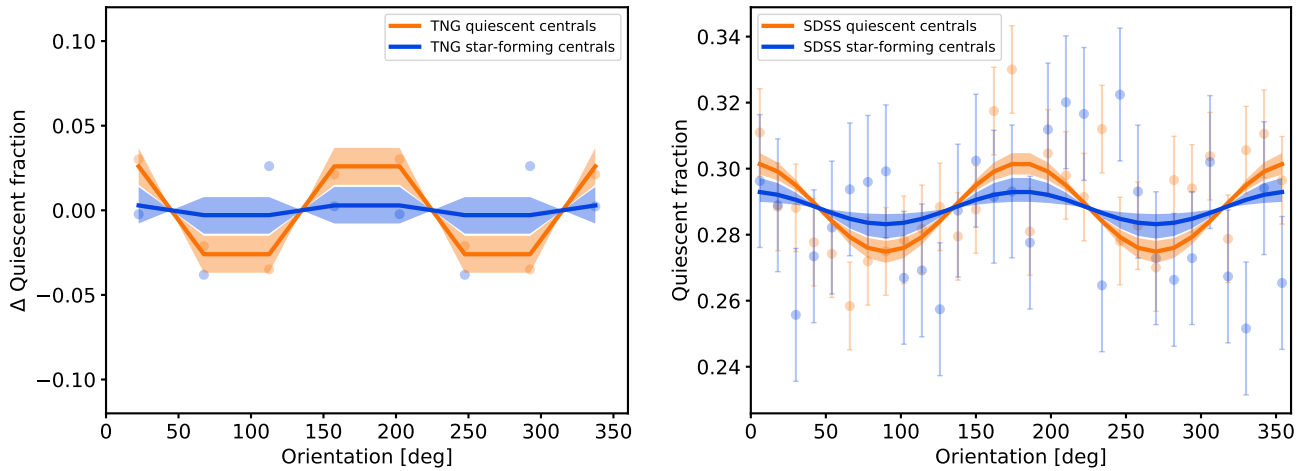 TNG quiescent centrals
TNG star-forming centrals
0.10
0.05
0.00
−0.05
−0.10
Δ Quiescent fraction
0 50 100 150 200 250 300 350
Orientation [deg]
SDSS quiescent centrals
SDSS star-forming centrals
0.34
0.32
0.30
0.28
0.26
0.24
Quiescent fraction
0 50 100 150 200 250 300 350
Orientation [deg]